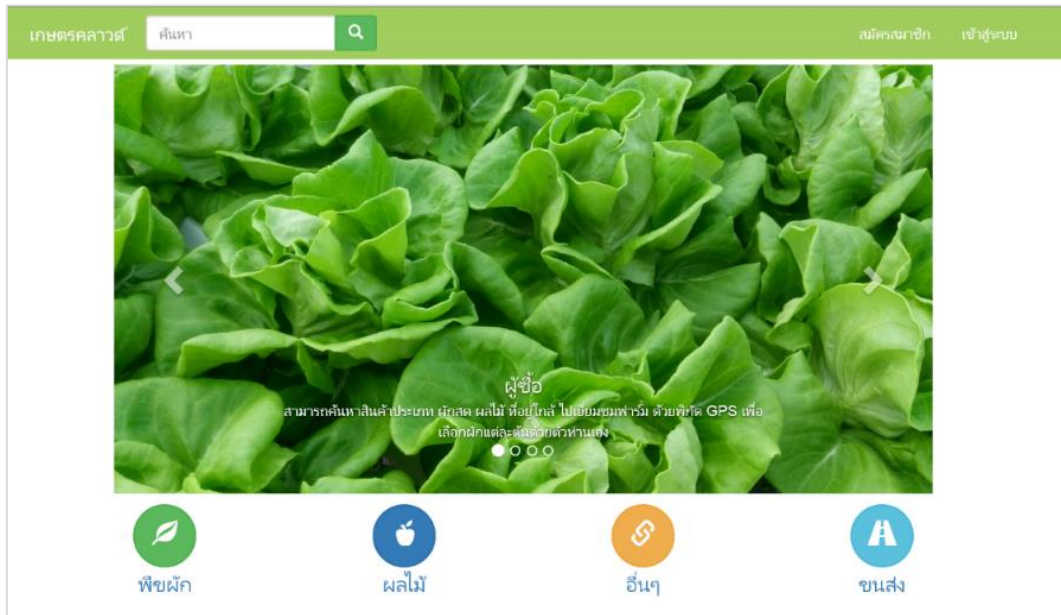 เกษตรคลาวด์
ค้นหา
สมัครสมาชิก
เข้าสู่ระบบ
ผู้ซื้อ
สามารถค้นหาสินค้าประเภท ผักสด ผลไม้ ที่อยู่ใกล้ ไปเยี่ยมชมฟาร์ม ด้วยพิกัด GPS เพื่อ
เลือกผักแต่ละต้นด้วยตัวท่านเอง
พืชผัก
ผลไม้
อื่นๆ
ขนส่ง